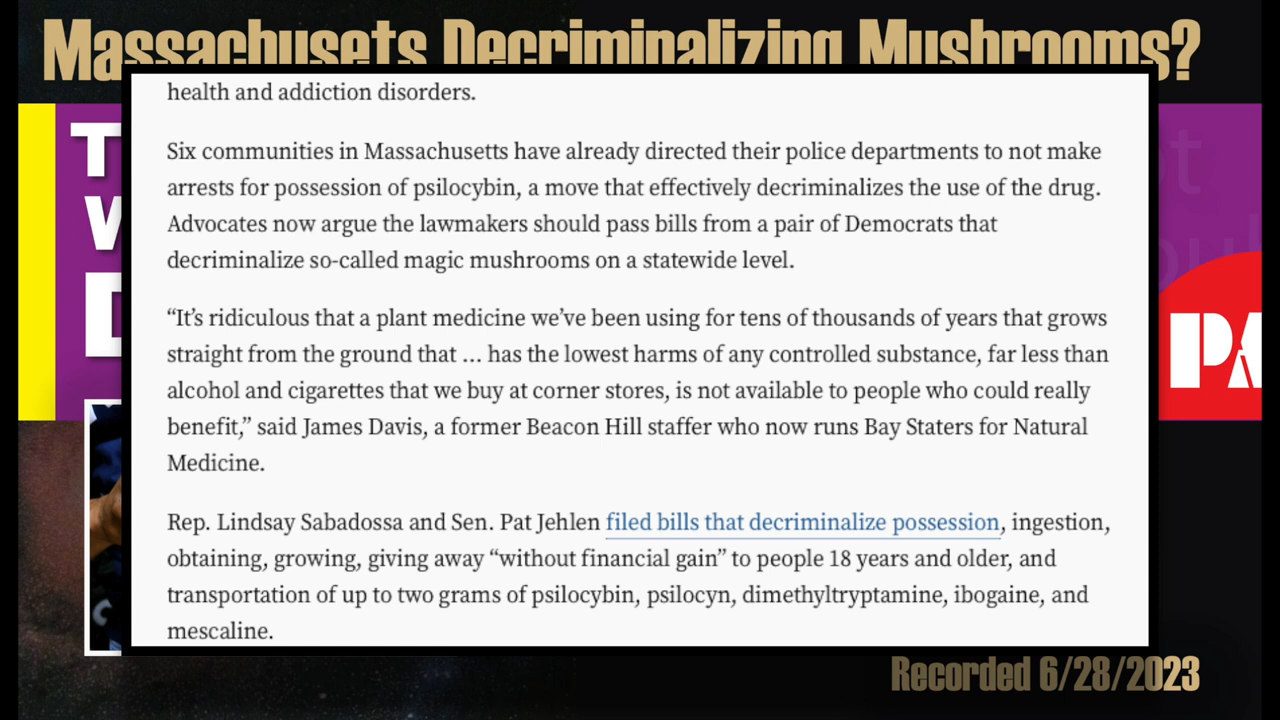 Massachusets Decriminalizing Mushrooms?
health and addiction disorders.
Six communities in Massachusetts have already directed their police departments to not make
arrests for possession of psilocybin, a move that effectively decriminalizes the use of the drug.
Advocates now argue the lawmakers should pass bills from a pair of Democrats that
decriminalize so-called magic mushrooms on a statewide level.
“It’s ridiculous that a plant medicine we’ve been using for tens of thousands of years that grows
straight from the ground that … has the lowest harms of any controlled substance, far less than
alcohol and cigarettes that we buy at corner stores, is not available to people who could really
benefit,” said James Davis, a former Beacon Hill staffer who now runs Bay Staters for Natural
Medicine.
Rep. Lindsay Sabadossa and Sen. Pat Jehlen filed bills that decriminalize possession, ingestion,
obtaining, growing, giving away “without financial gain” to people 18 years and older, and
transportation of up to two grams of psilocybin, psilocyn, dimethyltryptamine, ibogaine, and
mescaline.
Recorded 6/28/2023